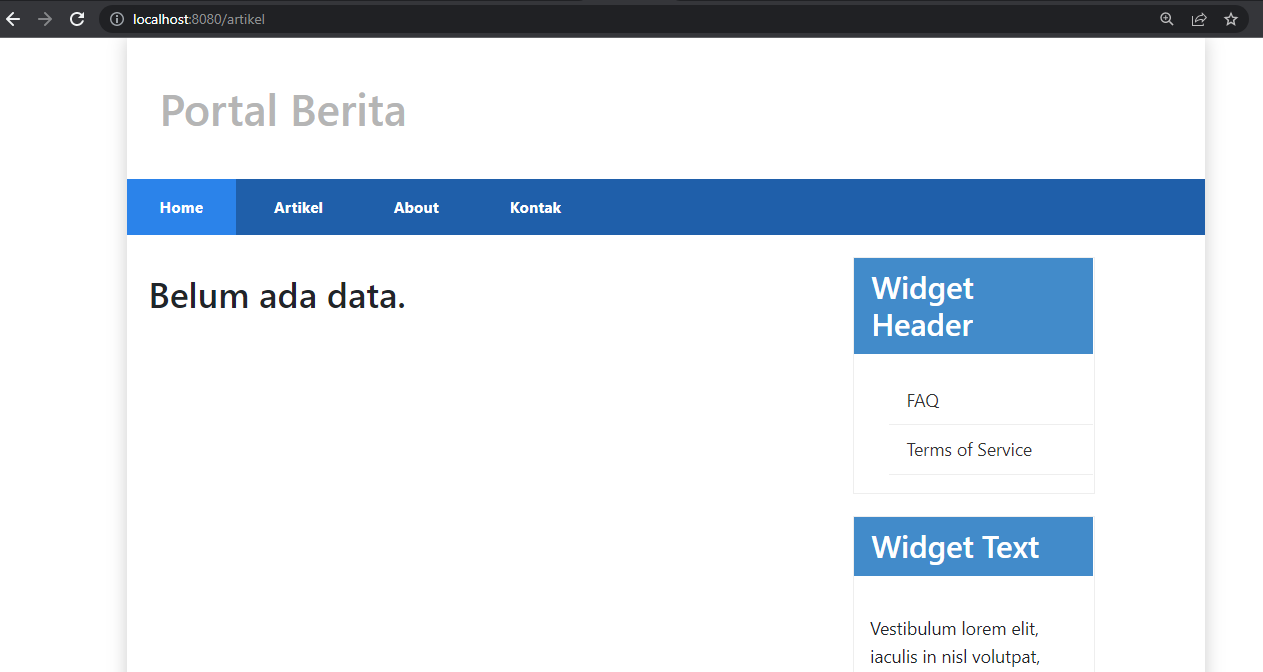 localhost:8080/artikel
Portal Berita
Home Artikel About Kontak
Belum ada data.
Widget
Header
FAQ
Terms of Service
Widget Text
Vestibulum lorem elit,
iaculis in nisl volutpat,